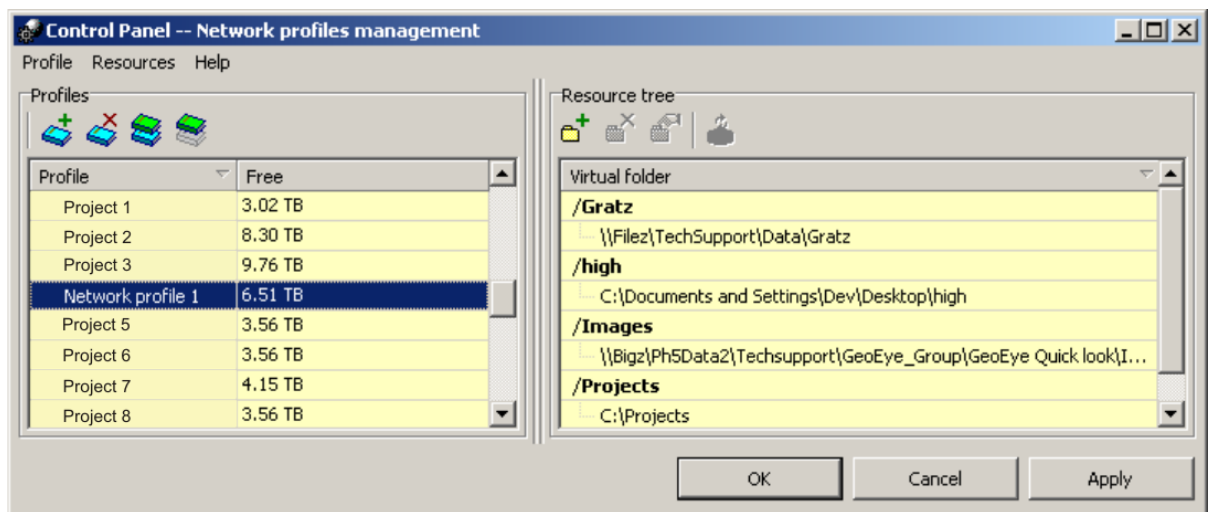 Control Panel -- Network profiles management
Profile Resources Help
Profiles
Profile Free
Project 1 3.02 TB
Project 2 8.30 TB
Project 3 9.76 TB
Network profile 1 6.51 TB
Project 5 3.56 TB
Project 6 3.56 TB
Project 7 4.15 TB
Project 8 3.56 TB
Resource tree
Virtual folder
/Gratz
\\Filez\TechSupport\Data\Gratz
/high
C:\Documents and Settings\Dev\Desktop\high
/Images
\\Bigz\Ph5Data2\Techsupport\GeoEye_Group\GeoEye Quick look\I...
/Projects
C:\Projects
OK Cancel Apply